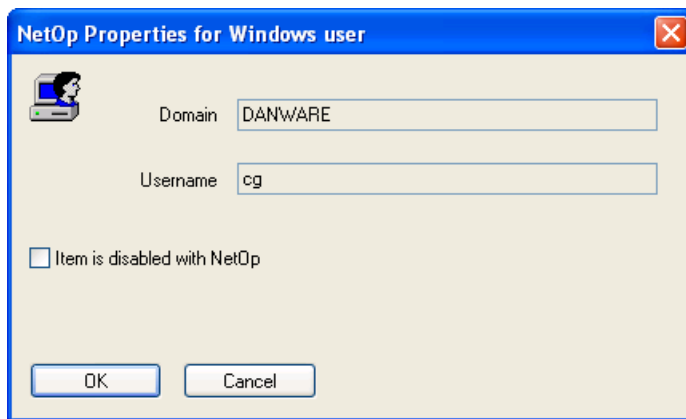 NetOp Properties for Windows user
Domain DANWARE
Username cg
Item is disabled with NetOp
OK Cancel